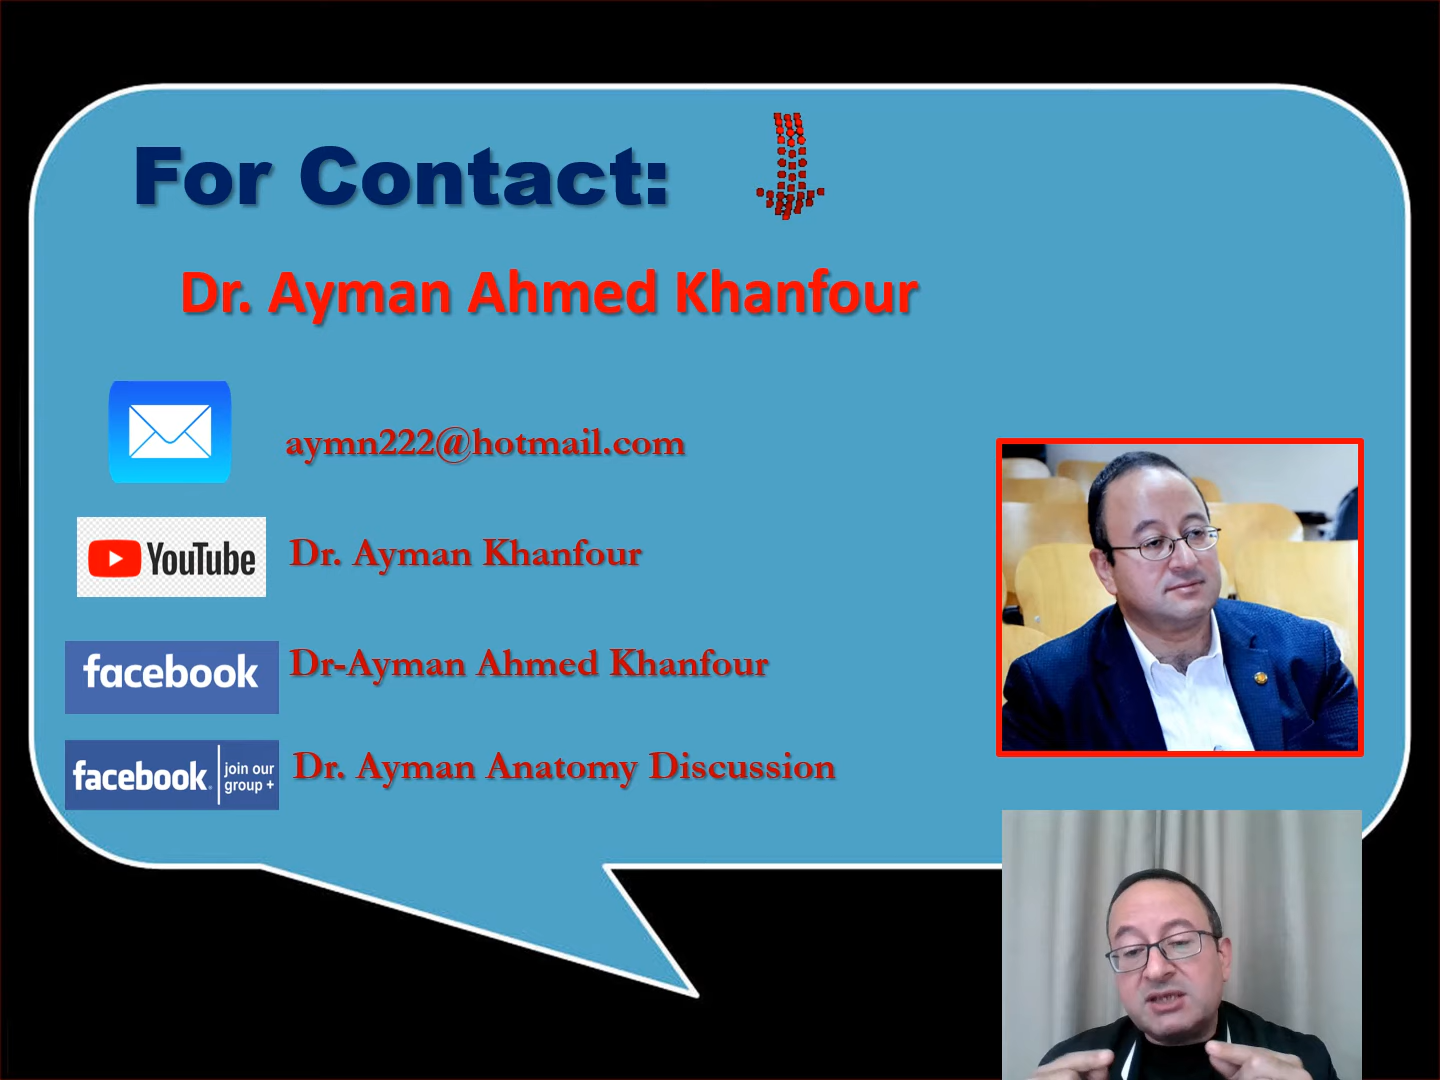 For Contact:
Dr. Ayman Ahmed Khanfour
aymn222@hotmail.com
YouTube
Dr. Ayman Khanfour
facebook
Dr-Ayman Ahmed Khanfour
facebook.
join our
group +
Dr. Ayman Anatomy Discussion